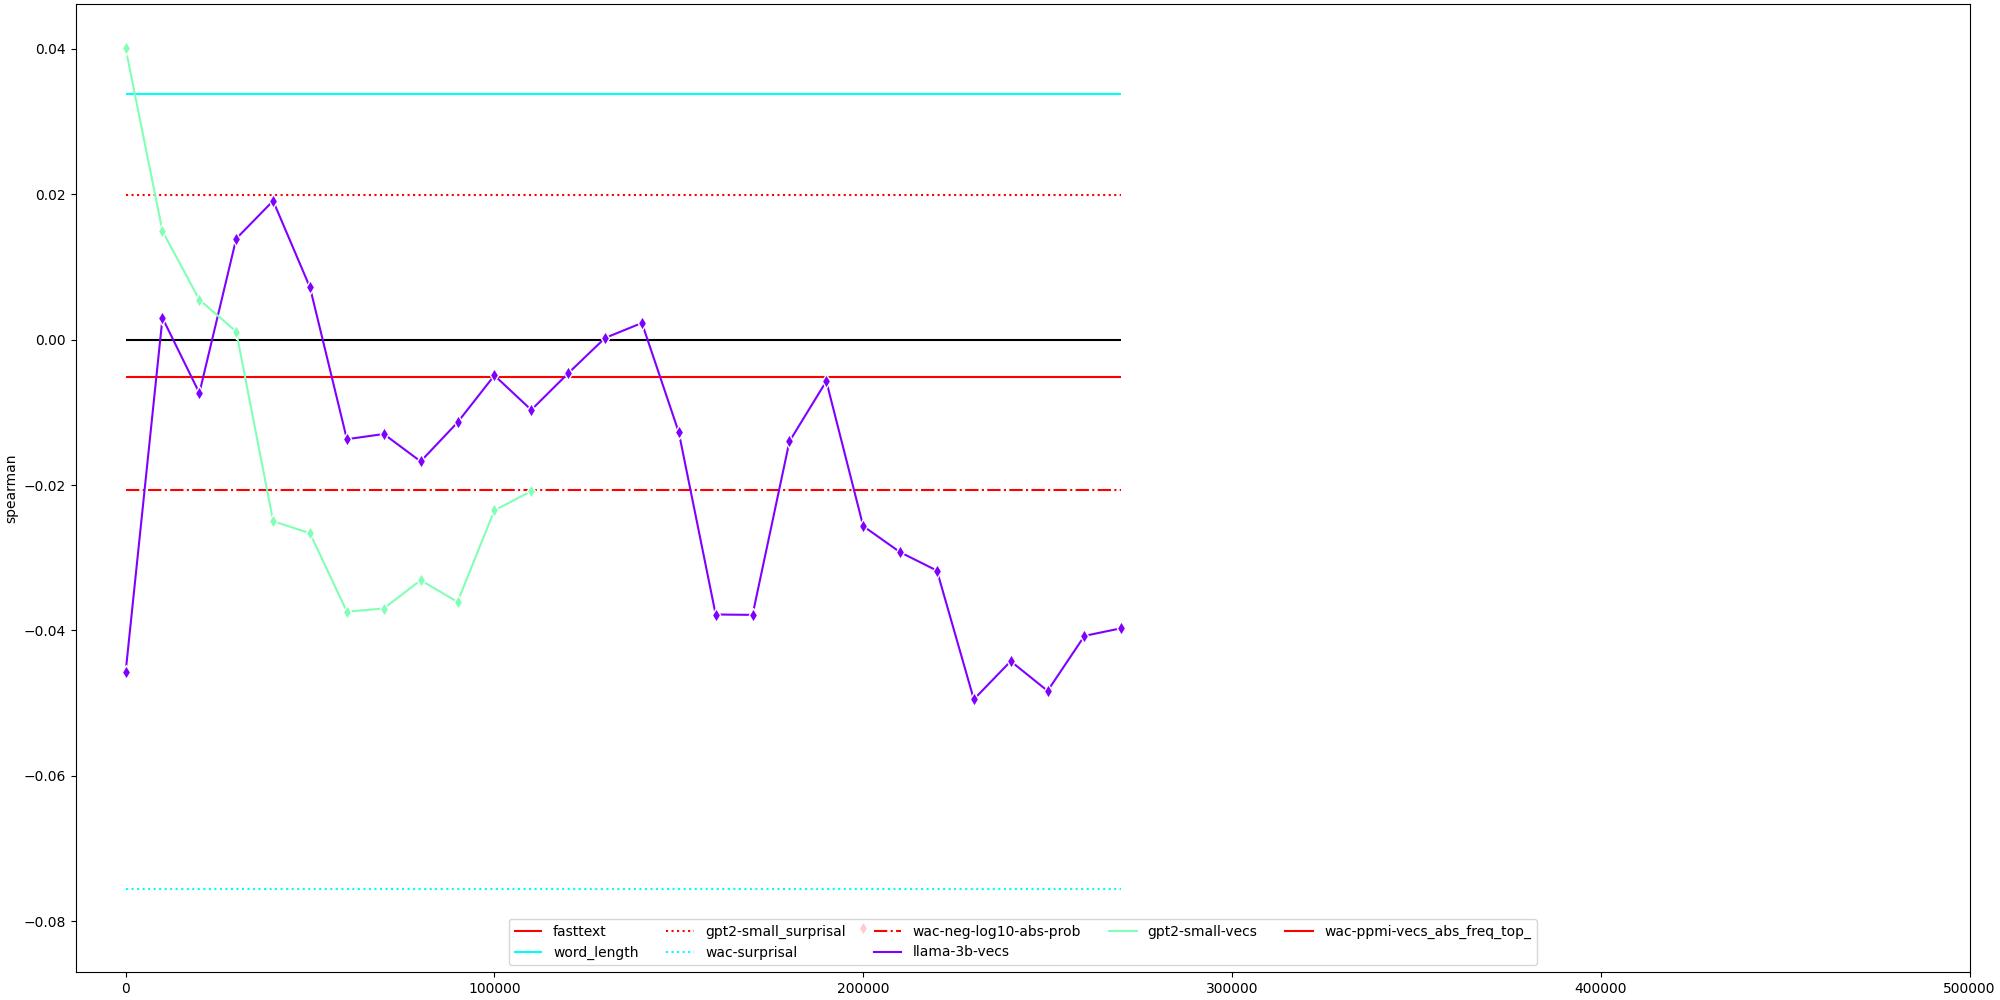 0.04
0.02
0.00
−0.02
−0.04
−0.06
−0.08
spearman
fasttext gpt2-small_surprisal wac-neg-log10-abs-prob gpt2-small-vecs wac-ppmi-vecs_abs_freq_top_
word_length wac-surprisal llama-3b-vecs
0 100000 200000 300000 400000 500000